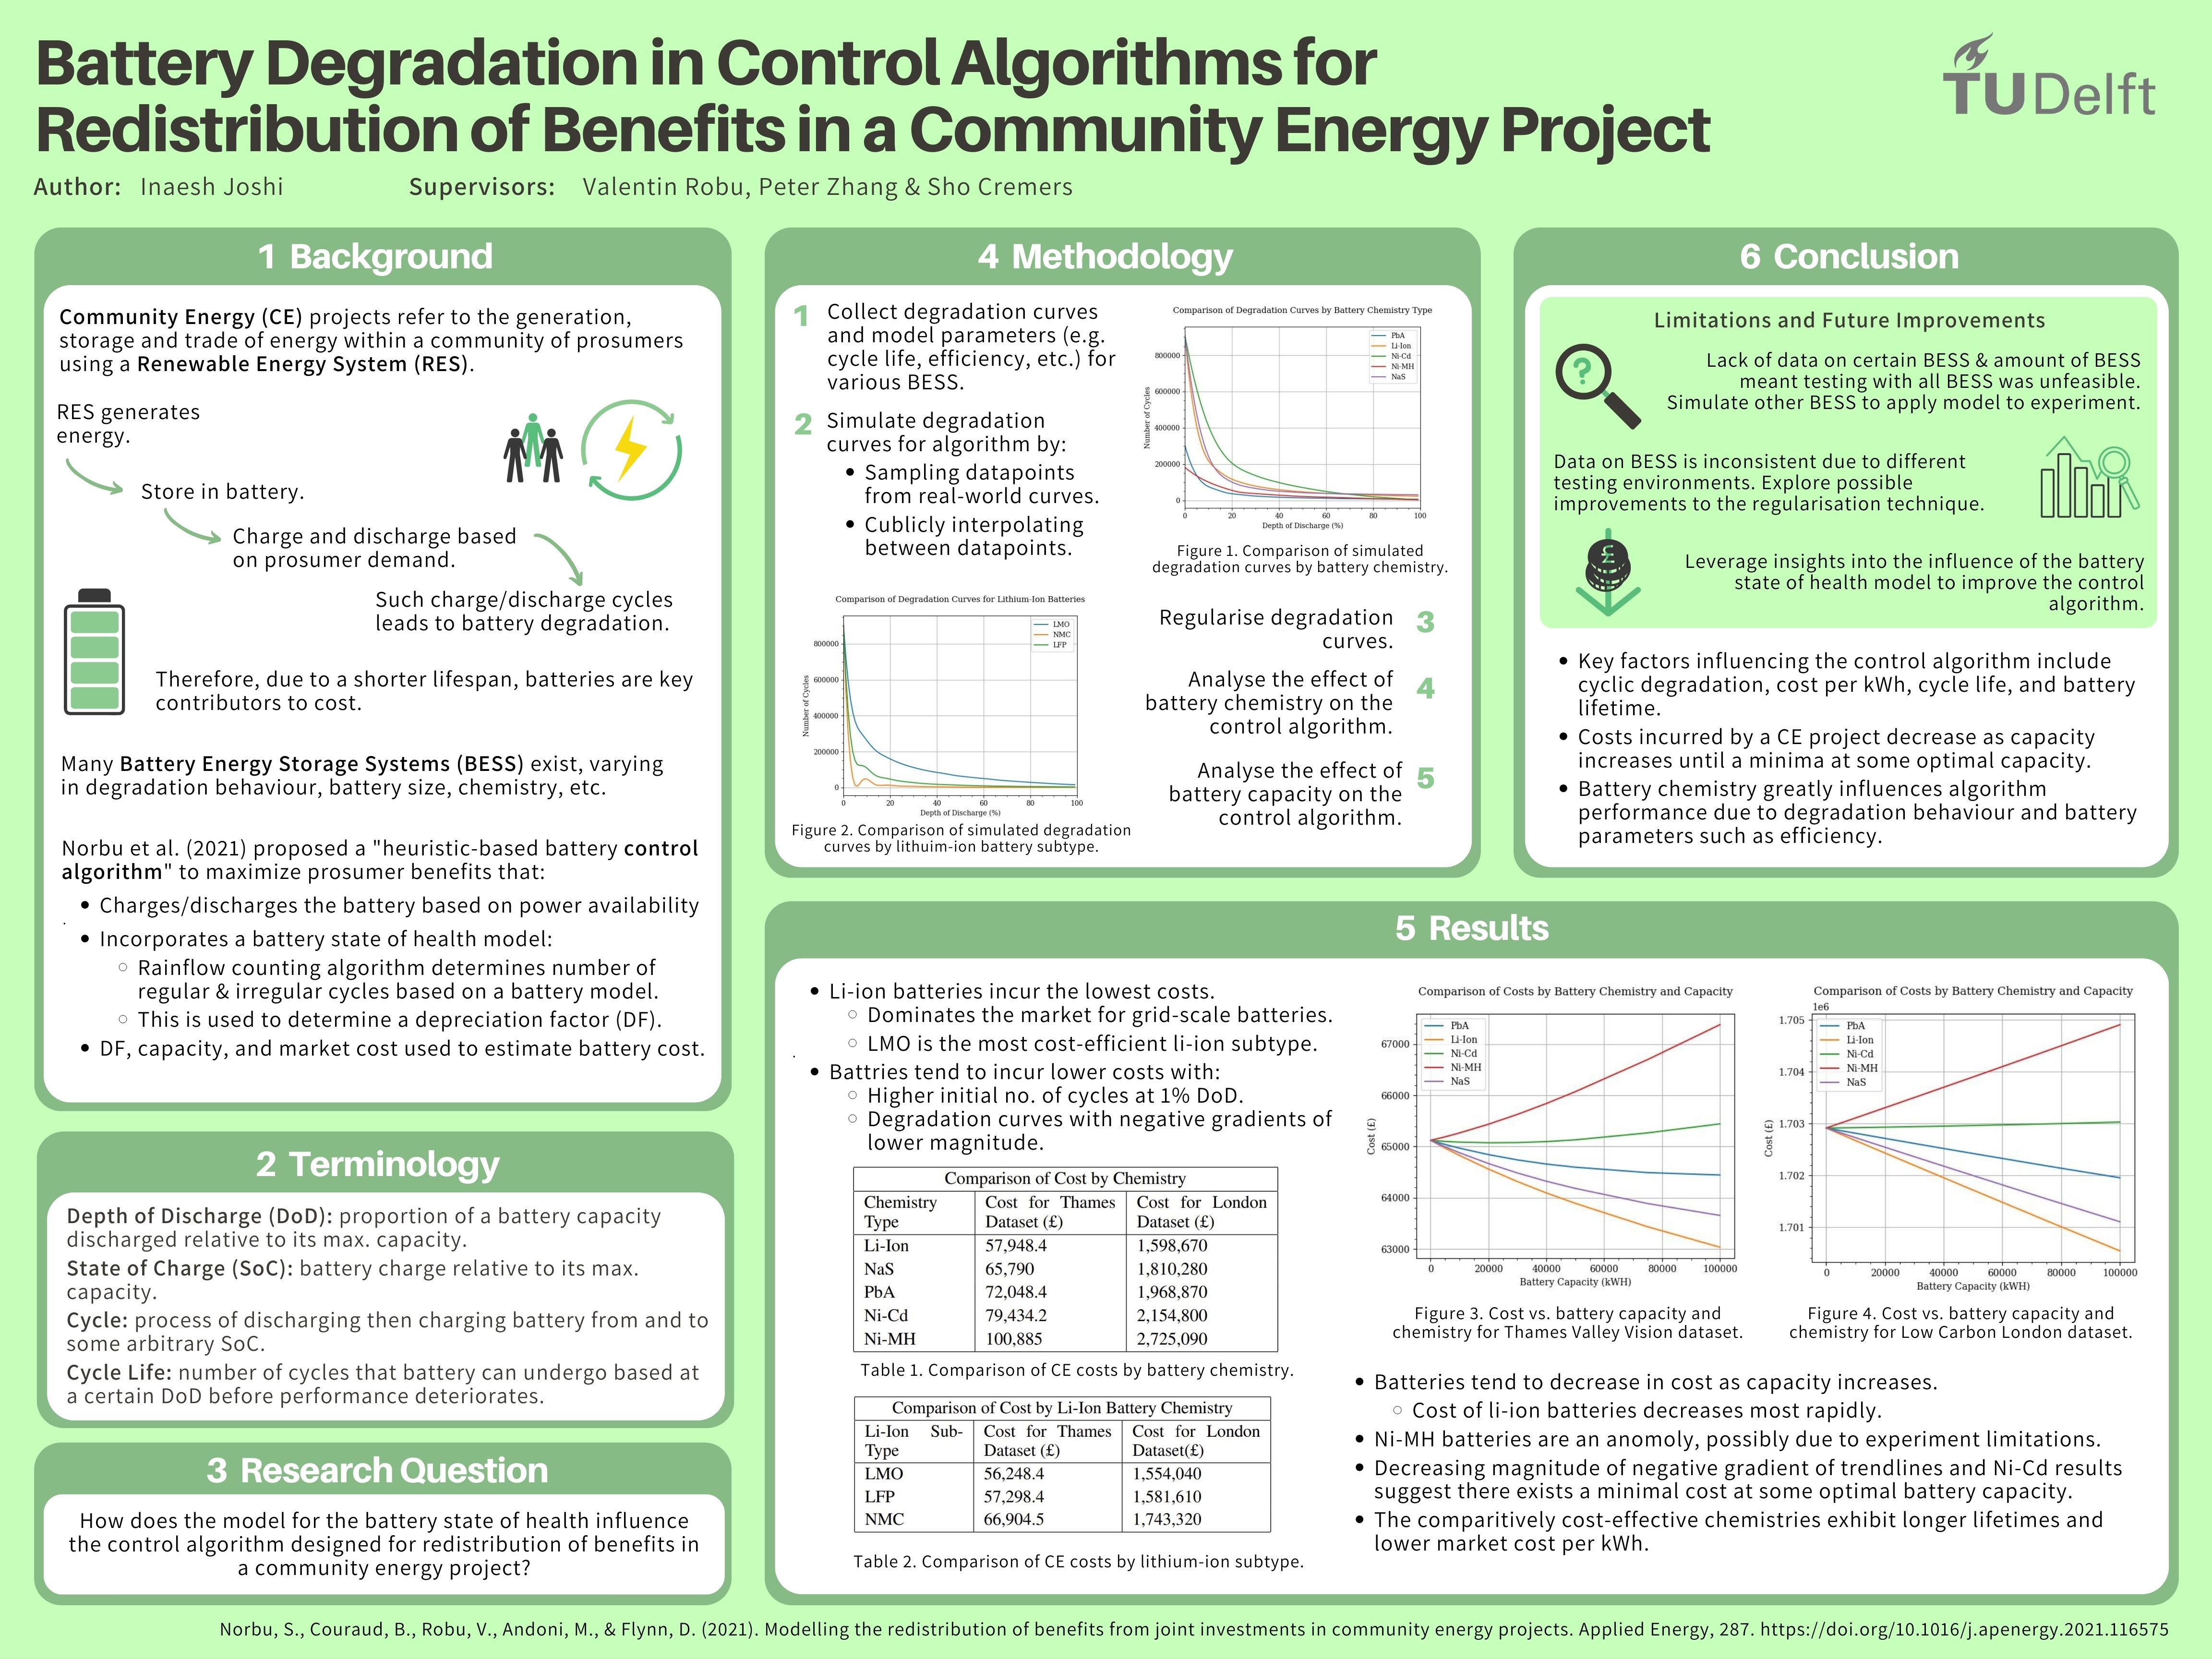 Battery Degradation in Control Algorithms for
Redistribution of Benefits in a Community Energy Project
TUDelft
Author: Inaesh Joshi Supervisors: Valentin Robu, Peter Zhang & Sho Cremers
1 Background
Community Energy (CE) projects refer to the generation,
storage and trade of energy within a community of prosumers
using a Renewable Energy System (RES).
RES generates
energy.
Store in battery.
Charge and discharge based
on prosumer demand.
Such charge/discharge cycles
leads to battery degradation.
Therefore, due to a shorter lifespan, batteries are key
contributors to cost.
Many Battery Energy Storage Systems (BESS) exist, varying
in degradation behaviour, battery size, chemistry, etc.
Norbu et al. (2021) proposed a "heuristic-based battery control
algorithm" to maximize prosumer benefits that:
• Charges/discharges the battery based on power availability
.
• Incorporates a battery state of health model:
○ Rainflow counting algorithm determines number of
regular & irregular cycles based on a battery model.
○ This is used to determine a depreciation factor (DF).
• DF, capacity, and market cost used to estimate battery cost.
2 Terminology
Depth of Discharge (DoD): proportion of a battery capacity
discharged relative to its max. capacity.
State of Charge (SoC): battery charge relative to its max.
capacity.
Cycle: process of discharging then charging battery from and to
some arbitrary SoC.
Cycle Life: number of cycles that battery can undergo based at
a certain DoD before performance deteriorates.
3 Research Question
How does the model for the battery state of health influence
the control algorithm designed for redistribution of benefits in
a community energy project?
4 Methodology
1 Collect degradation curves
and model parameters (e.g.
cycle life, efficiency, etc.) for
various BESS.
2 Simulate degradation
curves for algorithm by:
• Sampling datapoints
from real-world curves.
• Cublicly interpolating
between datapoints.
Comparison of Degradation Curves by Battery Chemistry Type
PbA
Li-Ion
Ni-Cd
Ni-MH
NaS
Number of Cycles
800000
600000
400000
200000
0
0 20 40 60 80 100
Depth of Discharge (%)
Figure 1. Comparison of simulated
degradation curves by battery chemistry.
Comparison of Degradation Curves for Lithium-Ion Batteries
LMO
NMC
LFP
Number of Cycles
800000
600000
400000
200000
0
0 20 40 60 80 100
Depth of Discharge (%)
Figure 2. Comparison of simulated degradation
curves by lithuim-ion battery subtype.
Regularise degradation 3
curves.
Analyse the effect of 4
battery chemistry on the
control algorithm.
Analyse the effect of 5
battery capacity on the
control algorithm.
5 Results
• Li-ion batteries incur the lowest costs.
○ Dominates the market for grid-scale batteries.
○ LMO is the most cost-efficient li-ion subtype.
.
• Battries tend to incur lower costs with:
○ Higher initial no. of cycles at 1% DoD.
○ Degradation curves with negative gradients of
lower magnitude.
Comparison of Cost by Chemistry
Chemistry Type Cost for Thames Dataset (£) Cost for London Dataset (£)
Li-Ion 57,948.4 1,598,670
NaS 65,790 1,810,280
PbA 72,048.4 1,968,870
Ni-Cd 79,434.2 2,154,800
Ni-MH 100,885 2,725,090
Table 1. Comparison of CE costs by battery chemistry.
Comparison of Cost by Li-Ion Battery Chemistry
Li-Ion Sub-Type Cost for Thames Dataset (£) Cost for London Dataset(£)
LMO 56,248.4 1,554,040
LFP 57,298.4 1,581,610
NMC 66,904.5 1,743,320
Table 2. Comparison of CE costs by lithium-ion subtype.
Comparison of Costs by Battery Chemistry and Capacity
PbA
Li-Ion
Ni-Cd
Ni-MH
NaS
Cost (£)
67000
66000
65000
64000
63000
0 20000 40000 60000 80000 100000
Battery Capacity (kWH)
Figure 3. Cost vs. battery capacity and
chemistry for Thames Valley Vision dataset.
Comparison of Costs by Battery Chemistry and Capacity
1e6
PbA
Li-Ion
Ni-Cd
Ni-MH
NaS
Cost (£)
1.705
1.704
1.703
1.702
1.701
0 20000 40000 60000 80000 100000
Battery Capacity (kWH)
Figure 4. Cost vs. battery capacity and
chemistry for Low Carbon London dataset.
• Batteries tend to decrease in cost as capacity increases.
○ Cost of li-ion batteries decreases most rapidly.
• Ni-MH batteries are an anomoly, possibly due to experiment limitations.
• Decreasing magnitude of negative gradient of trendlines and Ni-Cd results
suggest there exists a minimal cost at some optimal battery capacity.
• The comparitively cost-effective chemistries exhibit longer lifetimes and
lower market cost per kWh.
6 Conclusion
Limitations and Future Improvements
?
Lack of data on certain BESS & amount of BESS
meant testing with all BESS was unfeasible.
Simulate other BESS to apply model to experiment.
Data on BESS is inconsistent due to different
testing environments. Explore possible
improvements to the regularisation technique.
£
Leverage insights into the influence of the battery
state of health model to improve the control
algorithm.
• Key factors influencing the control algorithm include
cyclic degradation, cost per kWh, cycle life, and battery
lifetime.
• Costs incurred by a CE project decrease as capacity
increases until a minima at some optimal capacity.
• Battery chemistry greatly influences algorithm
performance due to degradation behaviour and battery
parameters such as efficiency.
Norbu, S., Couraud, B., Robu, V., Andoni, M., & Flynn, D. (2021). Modelling the redistribution of benefits from joint investments in community energy projects. Applied Energy, 287. https://doi.org/10.1016/j.apenergy.2021.116575